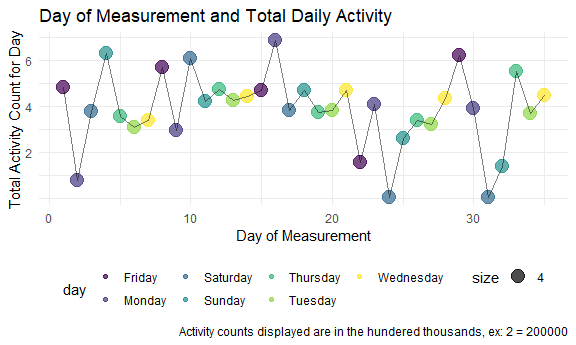 Day of Measurement and Total Daily Activity
Total Activity Count for Day
6
4
2
0 10 20 30
Day of Measurement
day
Friday Saturday Thursday Wednesday
Monday Sunday Tuesday
size
4
Activity counts displayed are in the hundered thousands, ex: 2 = 200000